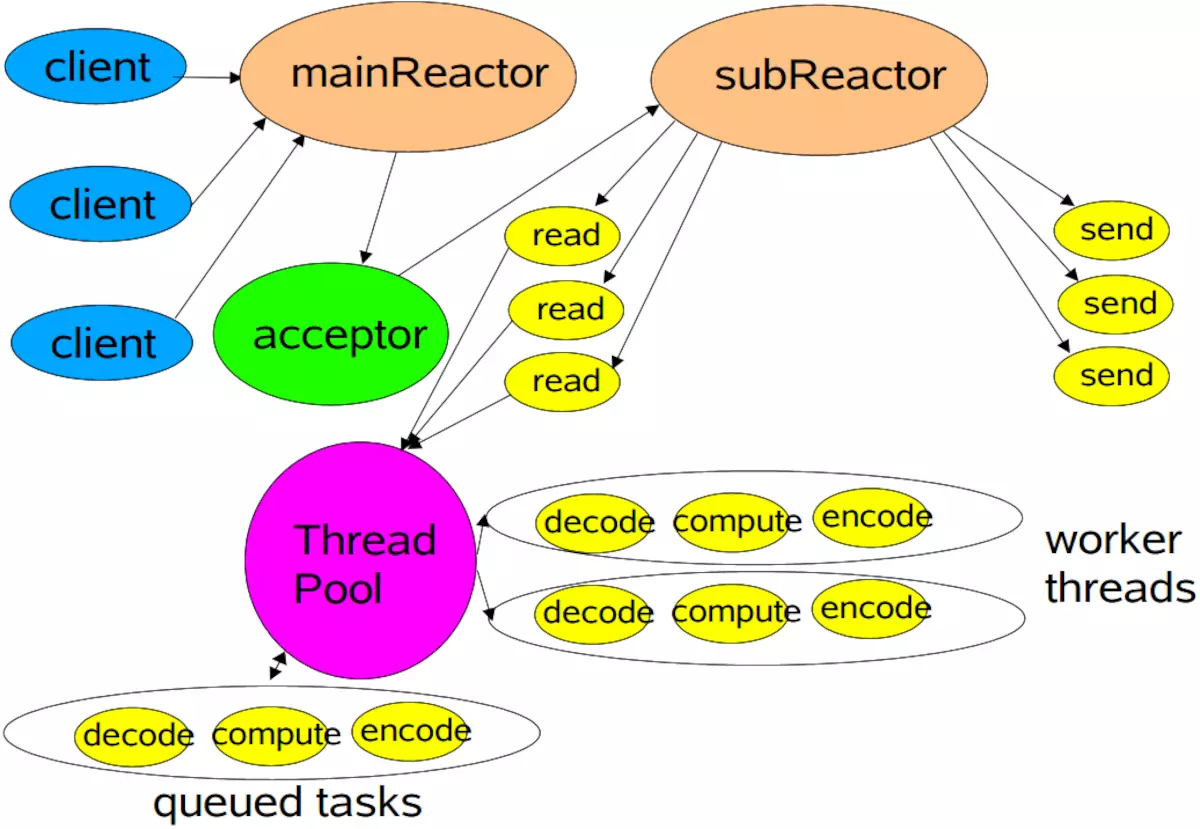 client
mainReactor
subReactor
client
client
acceptor
read
read
read
send
send
send
Thread
Pool
decode compute encode
decode compute encode
worker
threads
decode compute encode
queued tasks